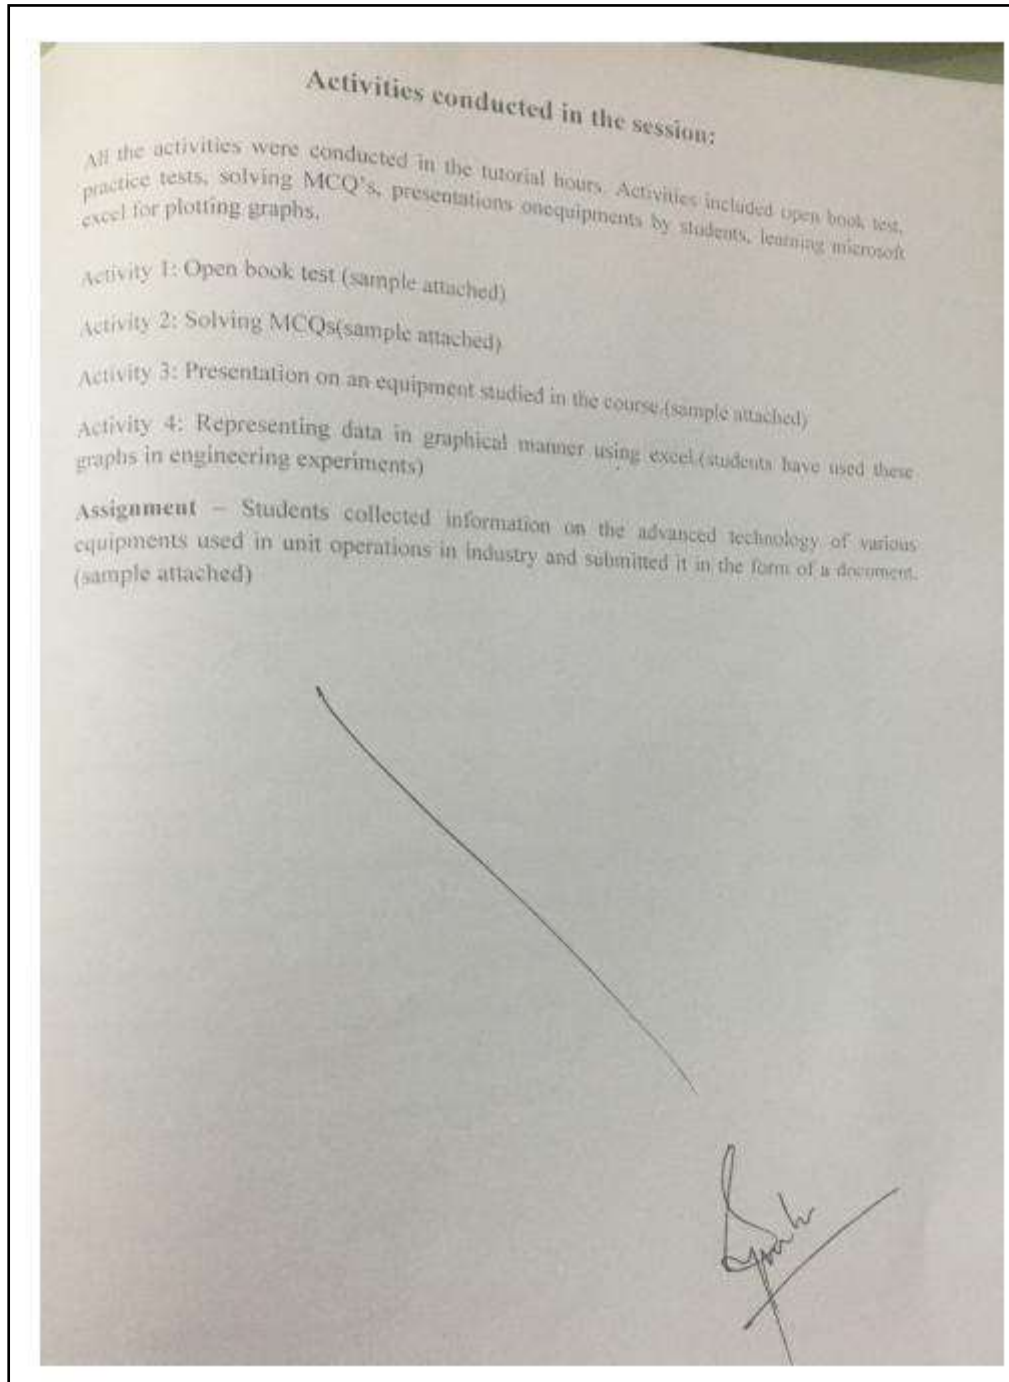 Activities conducted in the session:
All the activities were conducted in the tutorial hours. Activities included open book test,
practice tests, solving MCQ's, presentations onequipments by students, learning microsoft
excel for plotting graphs.
Activity 1: Open book test (sample attached)
Activity 2: Solving MCQs(sample attached)
Activity 3: Presentation on an equipment studied in the course.(sample attached)
Activity 4: Representing data in graphical manner using excel.(students have used these
graphs in engineering experiments)
Assignment – Students collected information on the advanced technology of various
equipments used in unit operations in industry and submitted it in the form of a document.
(sample attached)